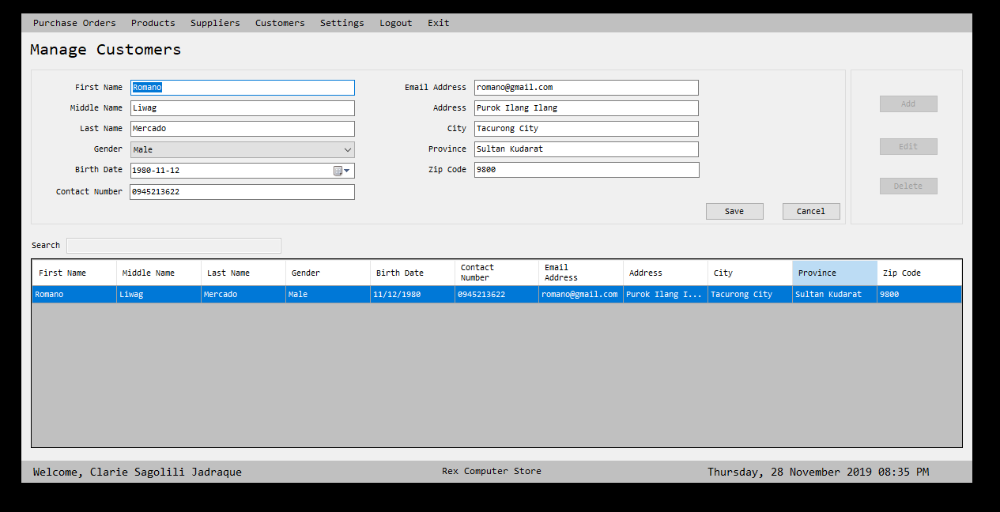 Purchase Orders Products Suppliers Customers Settings Logout Exit
Manage Customers
First Name Romano Email Address romano@gmail.com
Middle Name Liwag Address Purok Ilang Ilang
Last Name Mercado City Tacurong City
Gender Male Province Sultan Kudarat
Birth Date 1980-11-12 Zip Code 9800
Contact Number 0945213622
Save Cancel
Add
Edit
Delete
Search
First Name Middle Name Last Name Gender Birth Date Contact Number Email Address Address City Province Zip Code
Romano Liwag Mercado Male 11/12/1980 0945213622 romano@gmail.com Purok Ilang I... Tacurong City Sultan Kudarat 9800
Welcome, Clarie Sagolili Jadraque Rex Computer Store Thursday, 28 November 2019 08:35 PM